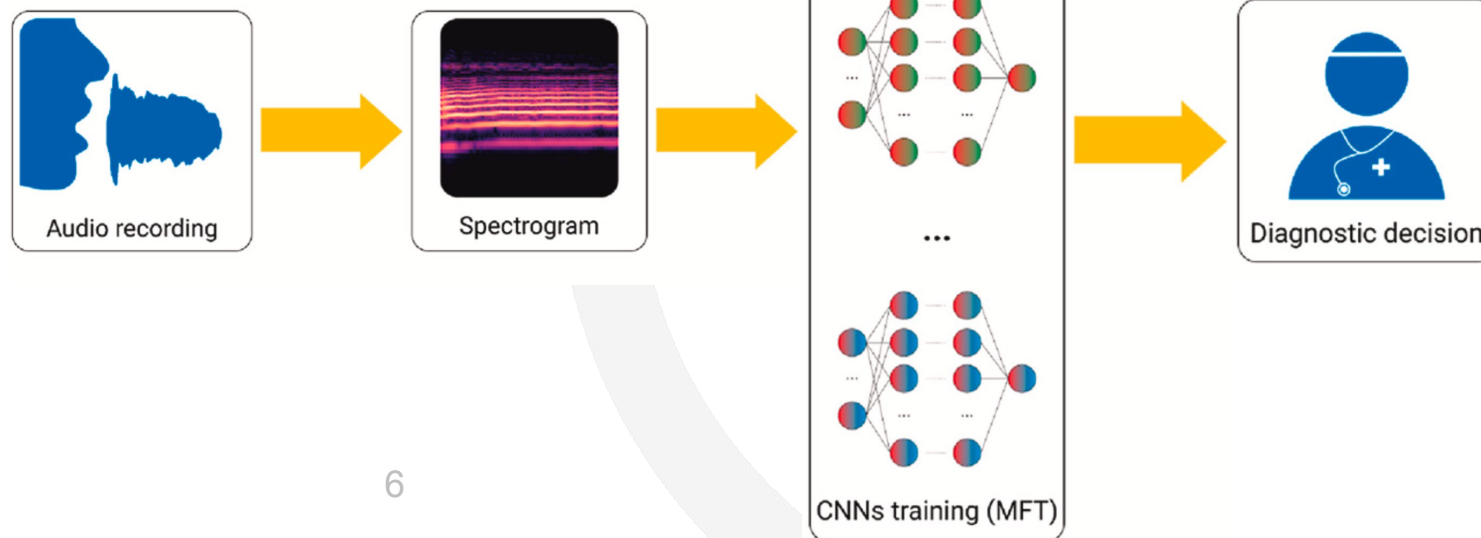 Audio recording
Spectrogram
...
...
...
...
...
...
...
CNNs training (MFT)
Diagnostic decision
6